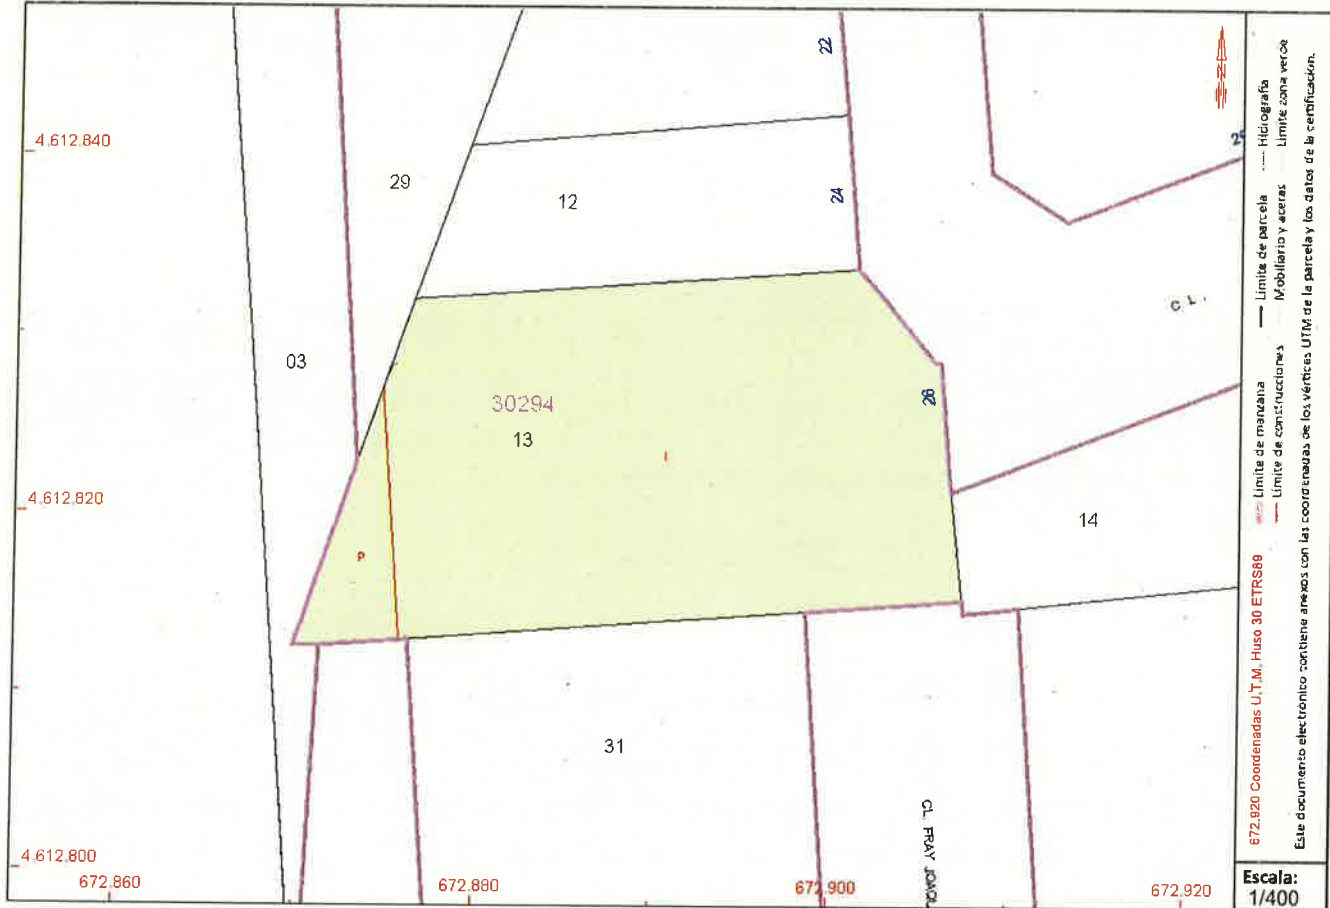 22
4.612.840
29
12
24
C L .
03
26
30294
13
I
4.612.820
14
P
31
CL. FRAY
4.612.800
672.860
672.880
672.900
672.920
Hidrografía
Límite zona verde
Límite de parcela
Mobiliario y aceras
Límite de manzana
Límite de construcciones
672.920 Coordenadas U.T.M. Huso 30 ETRS89
Este documento electrónico contiene anexos con las coordenadas de los vértices UTM de la parcela y los datos de la certificación.
Escala:
1/400